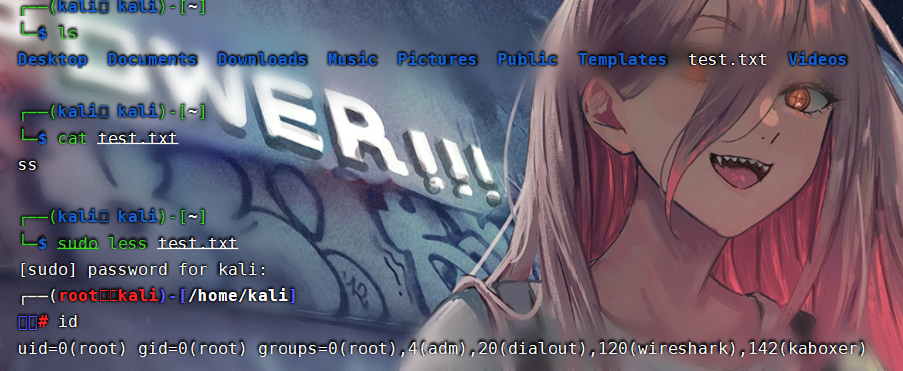 ┌──(kali㉿kali)-[~]
└─$ ls
Desktop Documents Downloads Music Pictures Public Templates test.txt Videos
┌──(kali kali)-[~]
└─$ cat test.txt
ss
┌──(kali kali)-[~]
└─$ sudo less test.txt
[sudo] password for kali:
┌──(root kali)-[/home/kali]
# id
uid=0(root) gid=0(root) groups=0(root),4(adm),20(dialout),120(wireshark),142(kaboxer)
OWER!!!